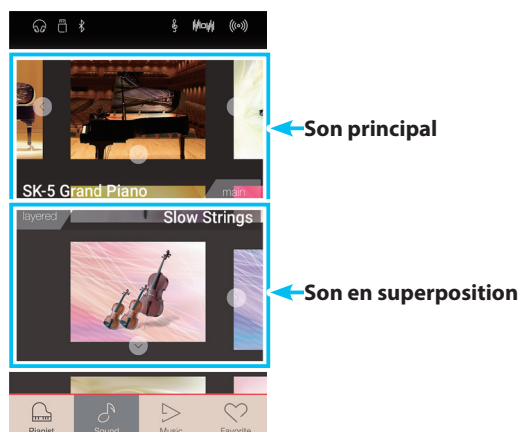 Son principal
SK-5 Grand Piano
main
layered
Slow Strings
Son en superposition
Pianist
Sound
Music
Favorite